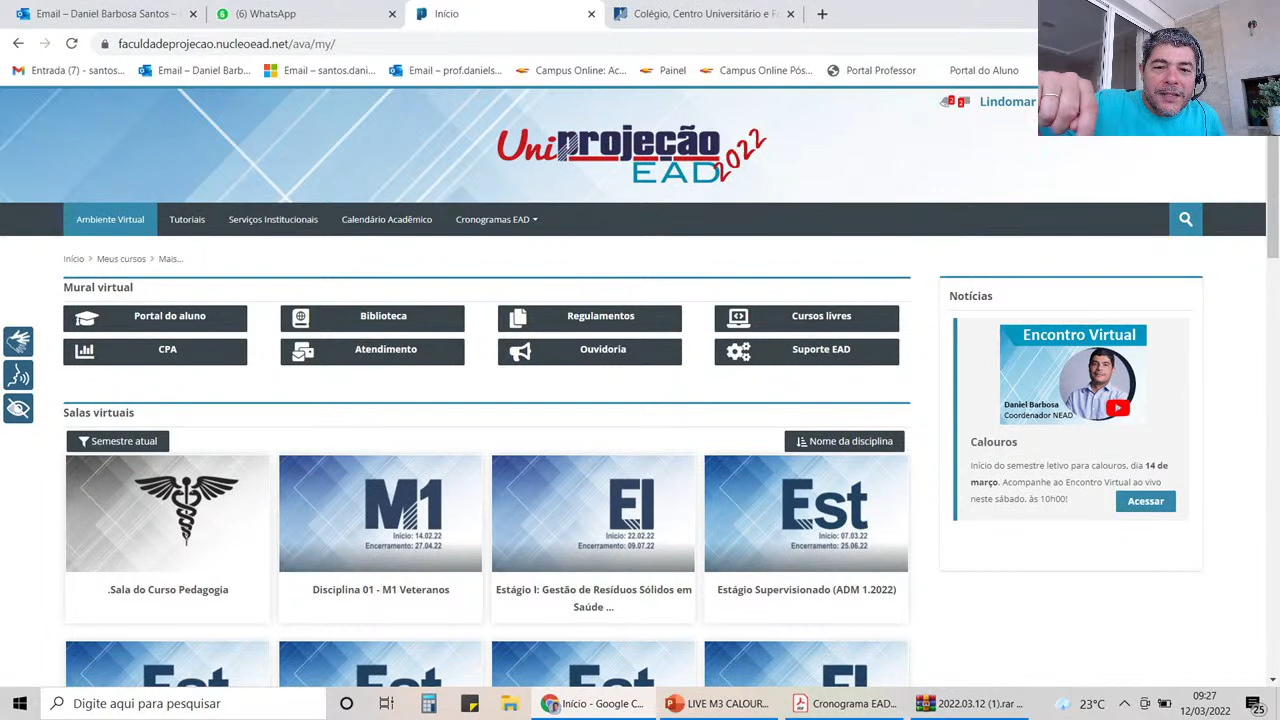 Email – Daniel Santos Barbosa
(6) WhatsApp
Início
Colégio, Centro Universitário e F
faculdadeprojecao.nucleoead.net/ava/my/
Entrada (7) - santos...
Email – Daniel Barb...
Email – santos.dani...
Email – prof.daniels...
Campus Online: Ac...
Painel
Campus Online Pós...
Portal Professor
Portal do Aluno
2
2
Lindomar
Uniprojeção 2022
EAD
Ambiente Virtual
Tutoriais
Serviços Institucionais
Calendário Acadêmico
Cronogramas EAD
Início
Meus cursos
Mais...
Mural virtual
Portal do aluno
Biblioteca
Regulamentos
Cursos livres
CPA
Atendimento
Ouvidoria
Suporte EAD
Salas virtuais
Semestre atual
Nome da disciplina
M1
Início: 14.02.22
Encerramento: 27.04.22
EI
Início: 22.02.22
Encerramento: 09.07.22
Est
Início: 07.03.22
Encerramento: 25.06.22
.Sala do Curso Pedagogia
Disciplina 01 - M1 Veteranos
Estágio I: Gestão de Resíduos Sólidos em
Saúde ...
Estágio Supervisionado (ADM 1.2022)
Est
Est
Est
EI
Notícias
Encontro Virtual
Daniel Barbosa
Coordenador NEAD
Calouros
Início do semestre letivo para calouros, dia 14 de
março. Acompanhe ao Encontro Virtual ao vivo
neste sábado, às 10h00!
Acessar
Digite aqui para pesquisar
Início - Google C...
LIVE M3 CALOUR...
Cronograma EAD...
2022.03.12 (1).rar ...
23°C
09:27
12/03/2022
25